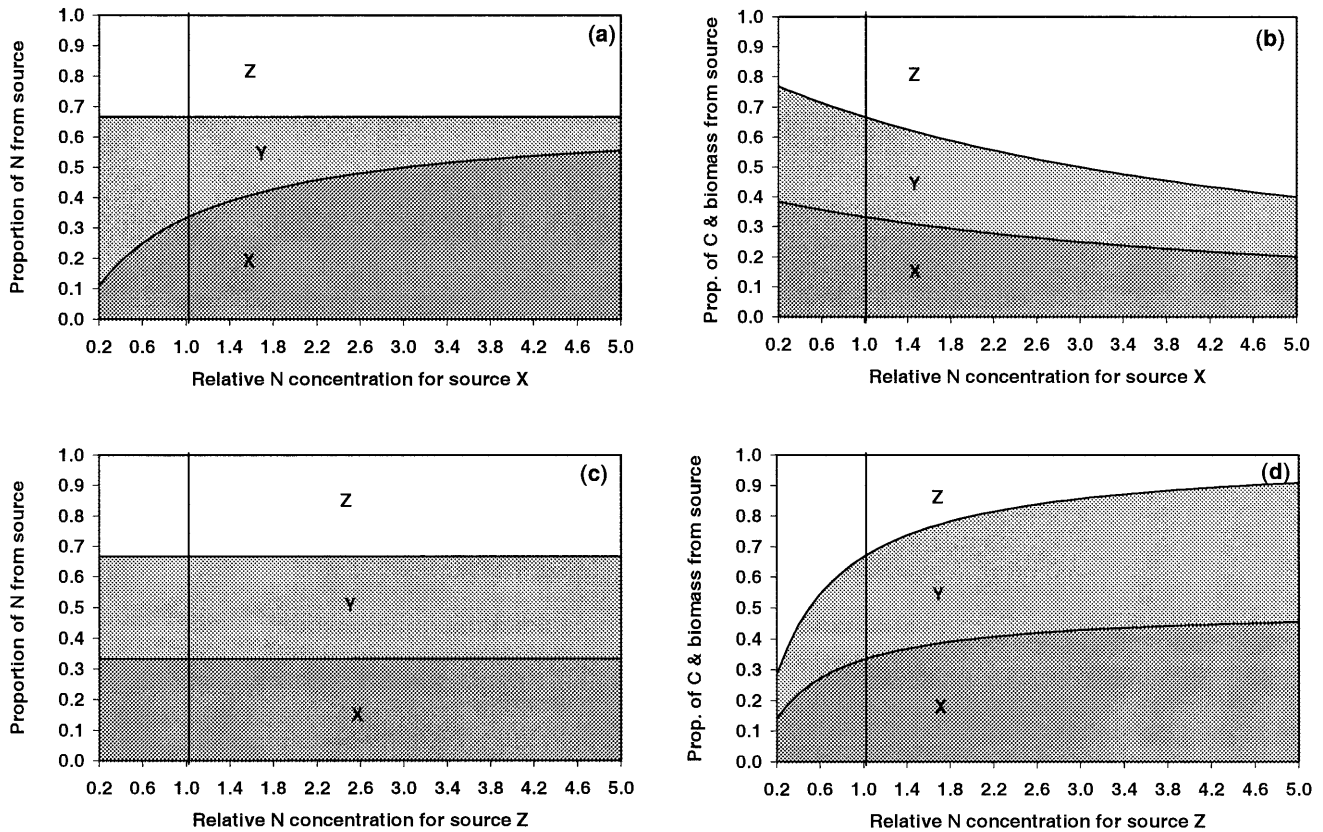 (a)
Proportion of N from source
1.0
0.9
0.8
0.7
0.6
0.5
0.4
0.3
0.2
0.1
0.0
Z
Y
X
0.2 0.6 1.0 1.4 1.8 2.2 2.6 3.0 3.4 3.8 4.2 4.6 5.0
Relative N concentration for source X
(b)
Prop. of C & biomass from source
1.0
0.9
0.8
0.7
0.6
0.5
0.4
0.3
0.2
0.1
0.0
Z
Y
X
0.2 0.6 1.0 1.4 1.8 2.2 2.6 3.0 3.4 3.8 4.2 4.6 5.0
Relative N concentration for source X
(c)
Proportion of N from source
1.0
0.9
0.8
0.7
0.6
0.5
0.4
0.3
0.2
0.1
0.0
Z
Y
X
0.2 0.6 1.0 1.4 1.8 2.2 2.6 3.0 3.4 3.8 4.2 4.6 5.0
Relative N concentration for source Z
(d)
Prop. of C & biomass from source
1.0
0.9
0.8
0.7
0.6
0.5
0.4
0.3
0.2
0.1
0.0
Z
Y
X
0.2 0.6 1.0 1.4 1.8 2.2 2.6 3.0 3.4 3.8 4.2 4.6 5.0
Relative N concentration for source Z